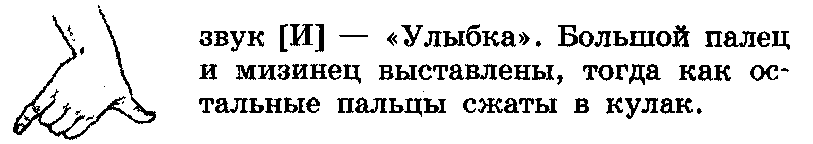 звук [И] — «Улыбка». Большой палец
и мизинец выставлены, тогда как ос-
тальные пальцы сжаты в кулак.